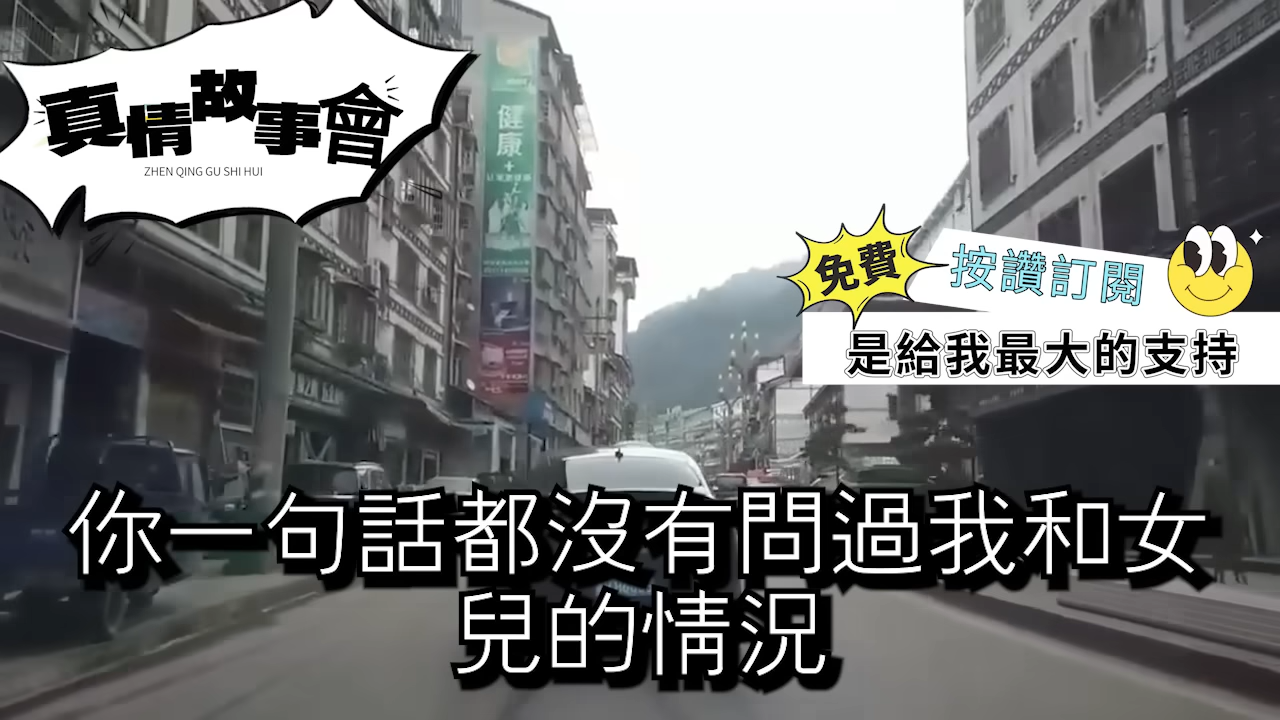 真情故事會
ZHEN QING GU SHI HUI
健康
+
免費
按讚訂閱
是給我最大的支持
你一句話都沒有問過我和女
兒的情況